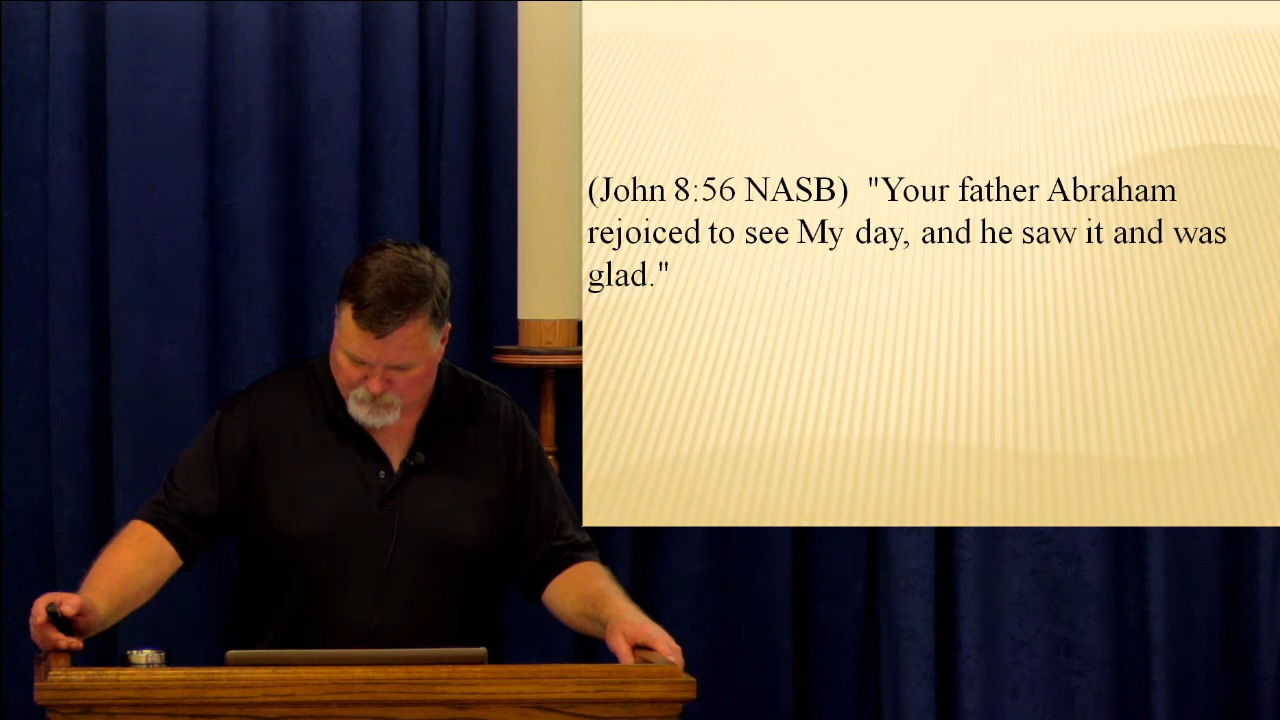 (John 8:56 NASB)  "Your father Abraham
rejoiced to see My day, and he saw it and was
glad."